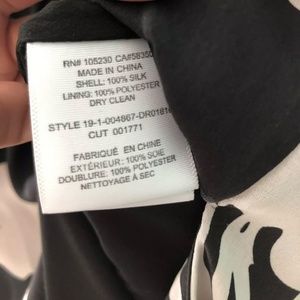 RN# 105230 CA#58350
MADE IN CHINA
SHELL: 100% SILK
LINING: 100% POLYESTER
DRY CLEAN
STYLE 19-1-004867-DR01816
CUT 001771
FABRIQUÉ EN CHINE
EXTÉRIEUR: 100% SOIE
DOUBLURE: 100% POLYESTER
NETTOYAGE À SEC